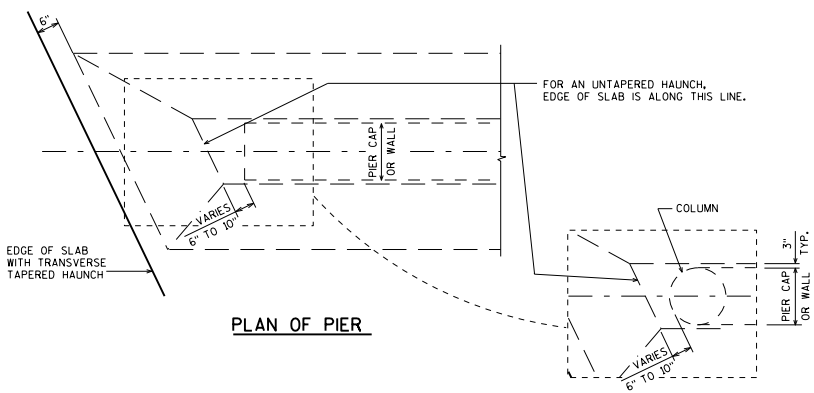 6"
FOR AN UNTAPERED HAUNCH,
EDGE OF SLAB IS ALONG THIS LINE.
PIER CAP
OR WALL
VARIES
6" TO 10"
EDGE OF SLAB
WITH TRANSVERSE
TAPERED HAUNCH
PLAN OF PIER
COLUMN
3" TYP.
PIER CAP
OR WALL
VARIES
6" TO 10"